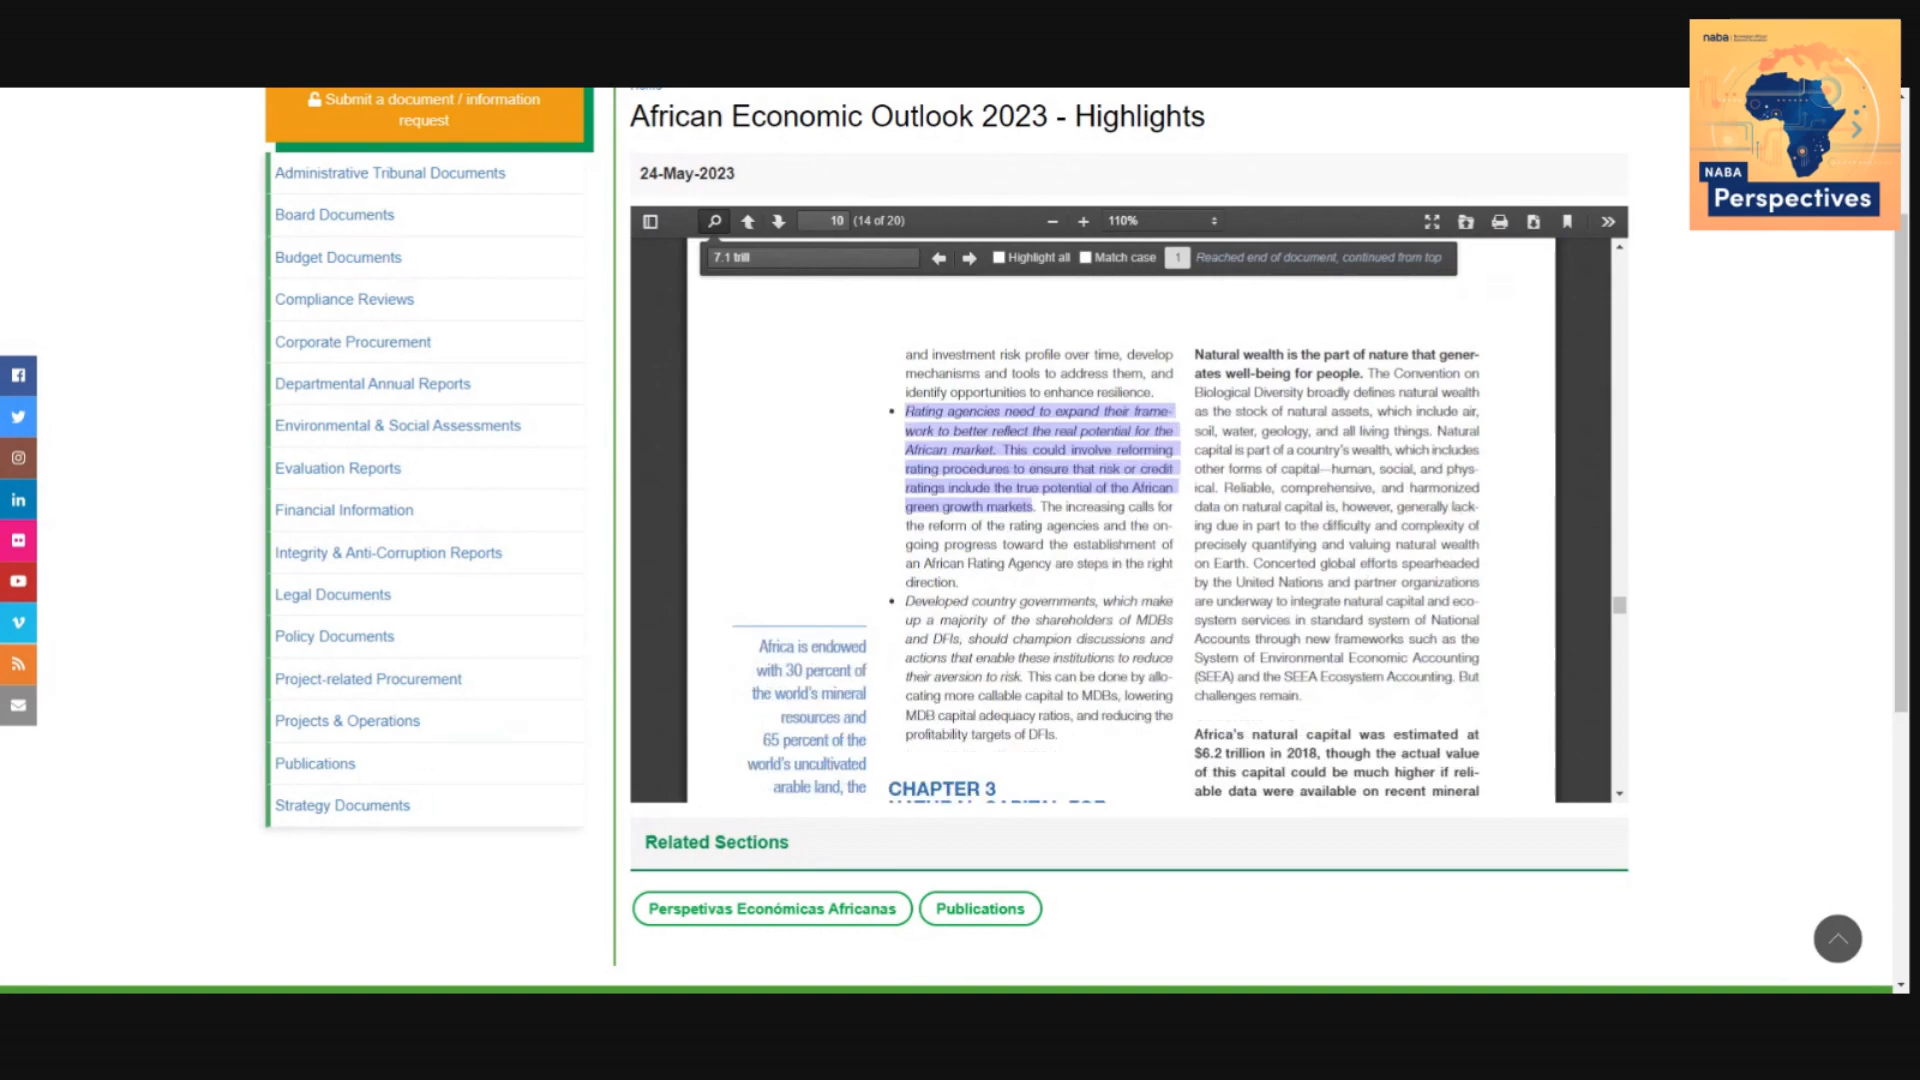 naba
NABA
Perspectives
Submit a document / information
request
Administrative Tribunal Documents
Board Documents
Budget Documents
Compliance Reviews
Corporate Procurement
Departmental Annual Reports
Environmental & Social Assessments
Evaluation Reports
Financial Information
Integrity & Anti-Corruption Reports
Legal Documents
Policy Documents
Project-related Procurement
Projects & Operations
Publications
Strategy Documents
African Economic Outlook 2023 - Highlights
24-May-2023
10 (14 of 20)
110%
7.1 trill
Highlight all
Match case
1
Reached end of document, continued from top
and investment risk profile over time, develop
mechanisms and tools to address them, and
identify opportunities to enhance resilience.
• Rating agencies need to expand their frame-
work to better reflect the real potential for the
African market. This could involve reforming
rating procedures to ensure that risk or credit
ratings include the true potential of the African
green growth markets. The increasing calls for
the reform of the rating agencies and the on-
going progress toward the establishment of
an African Rating Agency are steps in the right
direction.
• Developed country governments, which make
up a majority of the shareholders of MDBs
and DFIs, should champion discussions and
actions that enable these institutions to reduce
their aversion to risk. This can be done by allo-
cating more callable capital to MDBs, lowering
MDB capital adequacy ratios, and reducing the
profitability targets of DFIs.
Africa is endowed
with 30 percent of
the world's mineral
resources and
65 percent of the
world's uncultivated
arable land, the
CHAPTER 3
NATURAL CAPITAL FOR
Natural wealth is the part of nature that gener-
ates well-being for people. The Convention on
Biological Diversity broadly defines natural wealth
as the stock of natural assets, which include air,
soil, water, geology, and all living things. Natural
capital is part of a country's wealth, which includes
other forms of capital—human, social, and phys-
ical. Reliable, comprehensive, and harmonized
data on natural capital is, however, generally lack-
ing due in part to the difficulty and complexity of
precisely quantifying and valuing natural wealth
on Earth. Concerted global efforts spearheaded
by the United Nations and partner organizations
are underway to integrate natural capital and eco-
system services in standard system of National
Accounts through new frameworks such as the
System of Environmental Economic Accounting
(SEEA) and the SEEA Ecosystem Accounting. But
challenges remain.
Africa's natural capital was estimated at
$6.2 trillion in 2018, though the actual value
of this capital could be much higher if reli-
able data were available on recent mineral
Related Sections
Perspetivas Económicas Africanas
Publications